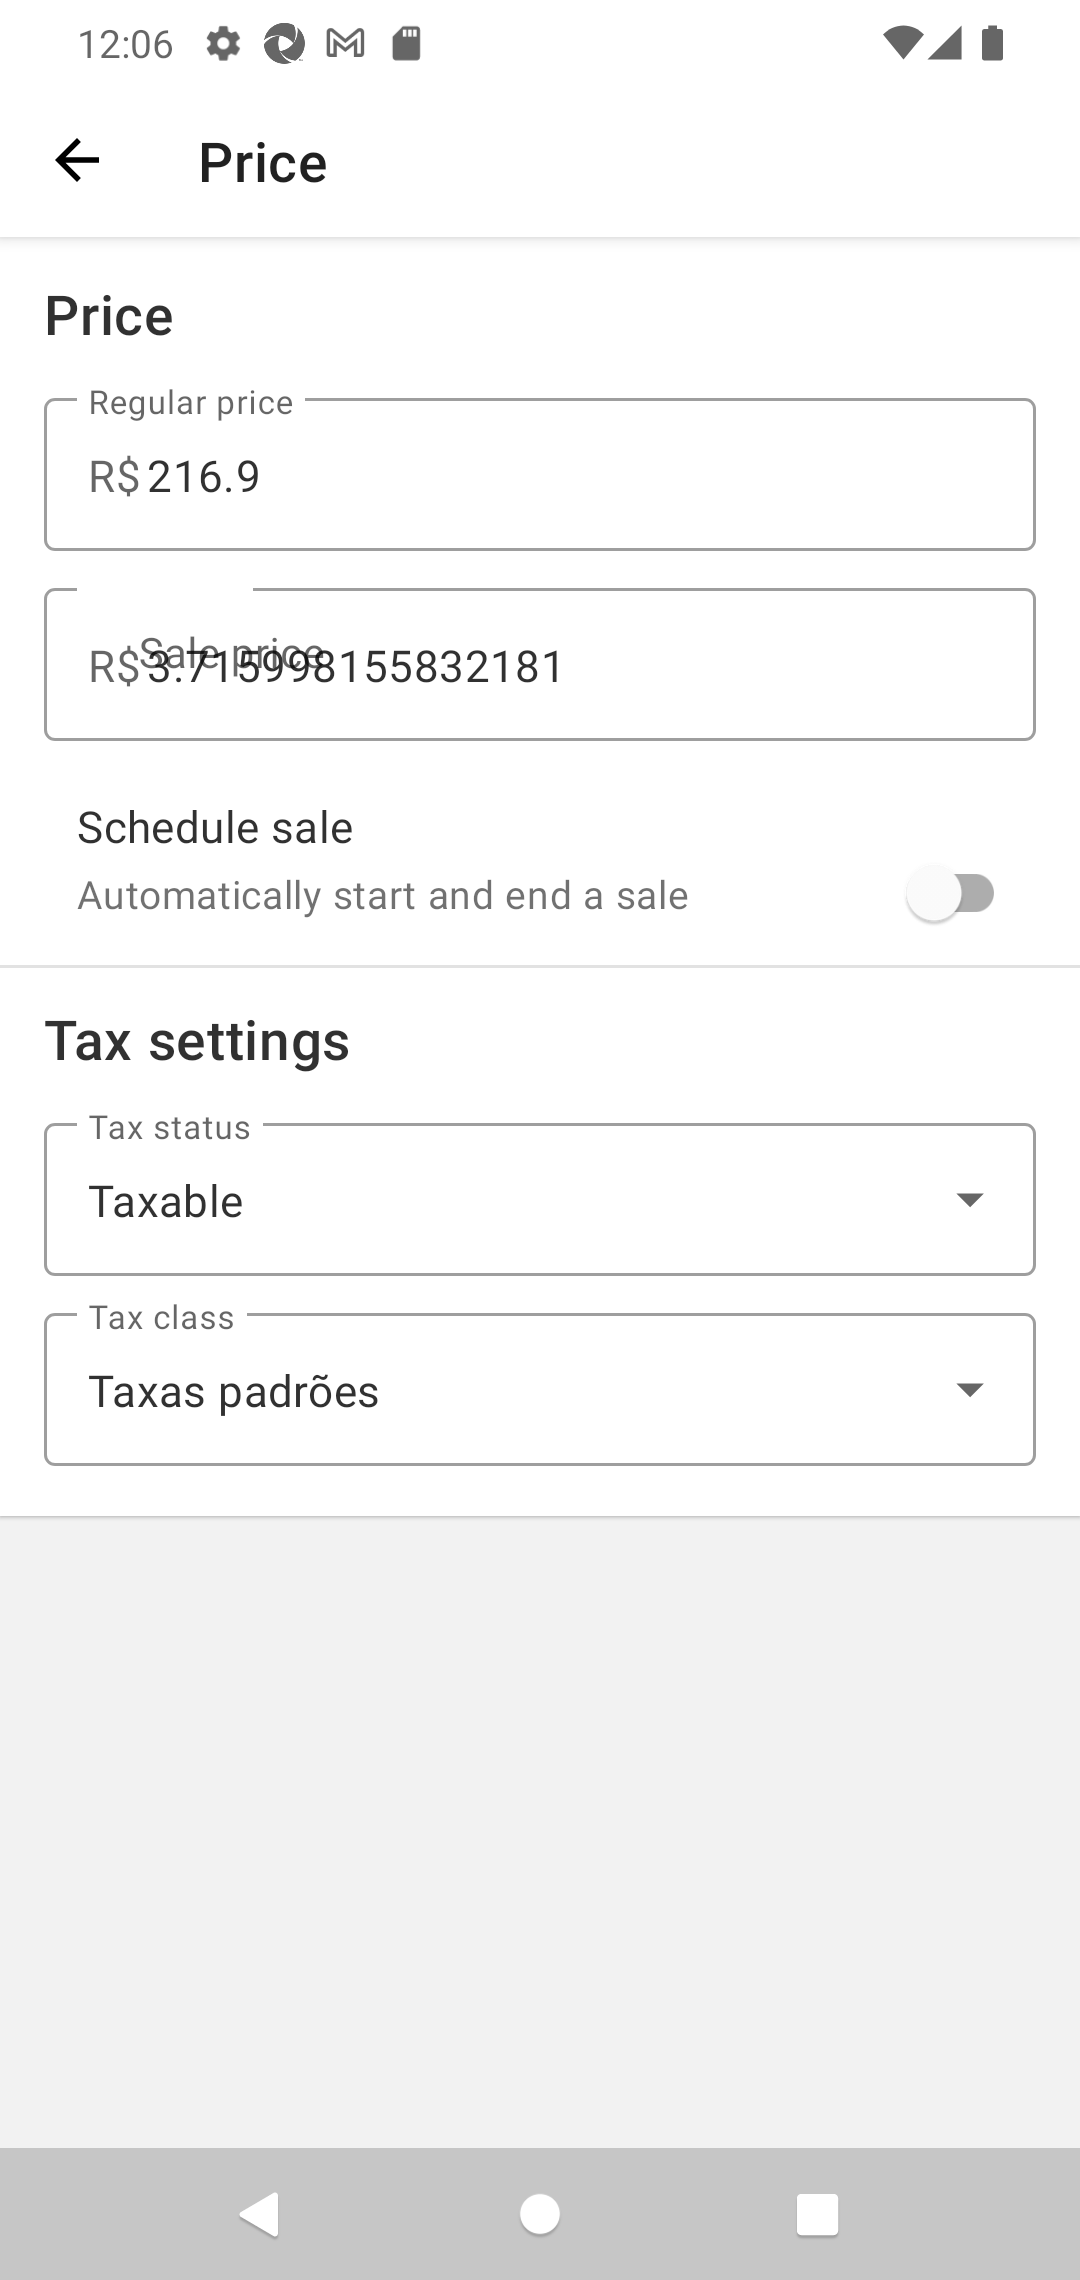 12:06
Price
Price
Regular price
R$ 216.9
Sale price
R$ 3.715998155832181
Schedule sale
Automatically start and end a sale
Tax settings
Tax status
Taxable
Tax class
Taxas padrões